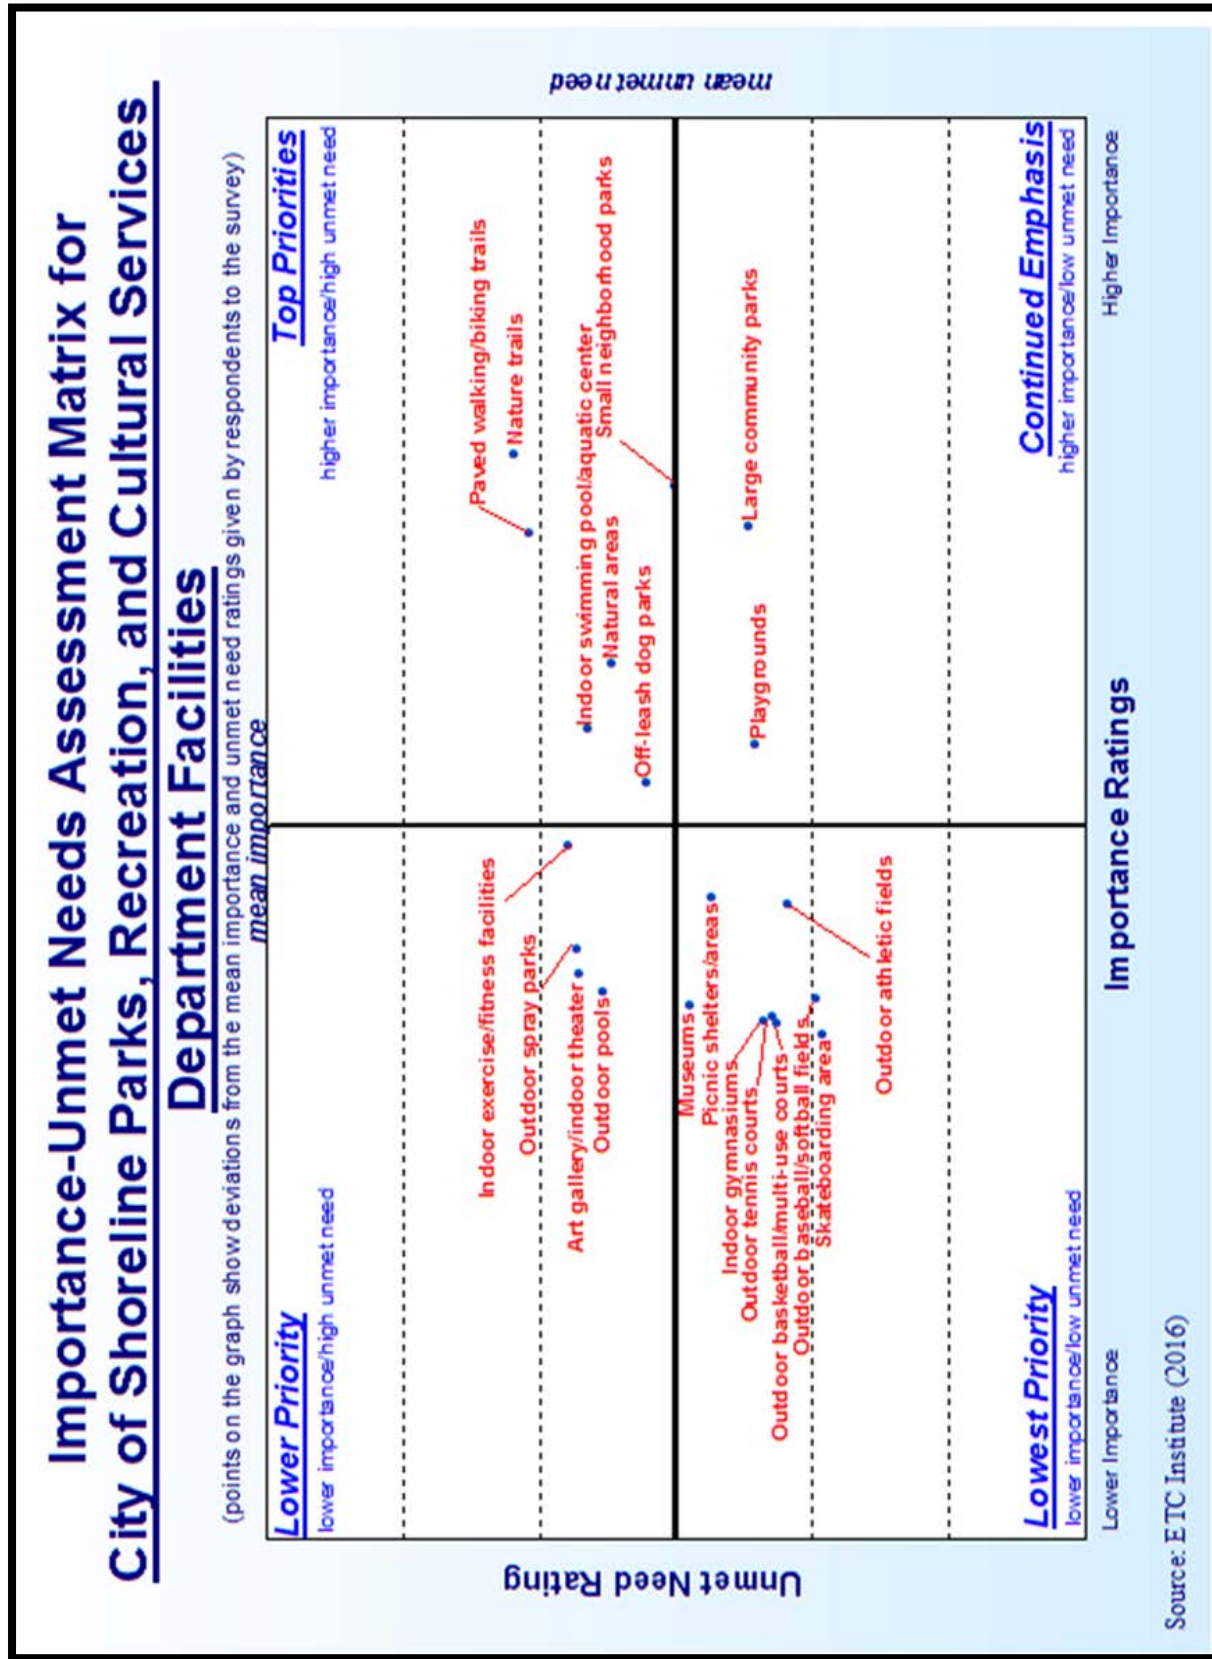 Importance-Unmet Needs Assessment Matrix for
City of Shoreline Parks, Recreation, and Cultural Services
Department Facilities
(points on the graph show deviations from the mean importance and unmet need ratings given by respondents to the survey)
mean importance
Lower Priority
lower importance/high unmet need
Top Priorities
higher importance/high unmet need
Paved walking/biking trails
Nature trails
Indoor exercise/fitness facilities
Outdoor spray parks
Art gallery/indoor theater
Outdoor pools
Indoor swimming pool/aquatic center
Small neighborhood parks
Natural areas
Off-leash dog parks
mean unmet need
Unmet Need Rating
Museums
Picnic shelters/areas
Indoor gymnasiums
Outdoor tennis courts
Outdoor basketball/multi-use courts
Outdoor baseball/softball fields
Skateboarding area
Outdoor athletic fields
Large community parks
Playgrounds
Lowest Priority
lower importance/low unmet need
Continued Emphasis
higher importance/low unmet need
Lower Importance
Importance Ratings
Higher Importance
Source: ETC Institute (2016)